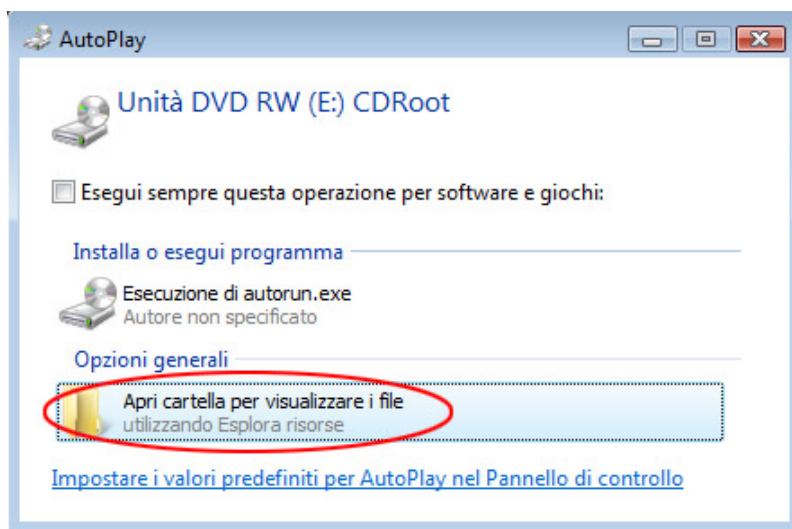 AutoPlay
Unità DVD RW (E:) CDRoot
Esegui sempre questa operazione per software e giochi:
Installa o esegui programma
Esecuzione di autorun.exe
Autore non specificato
Opzioni generali
Apri cartella per visualizzare i file
utilizzando Esplora risorse
Impostare i valori predefiniti per AutoPlay nel Pannello di controllo